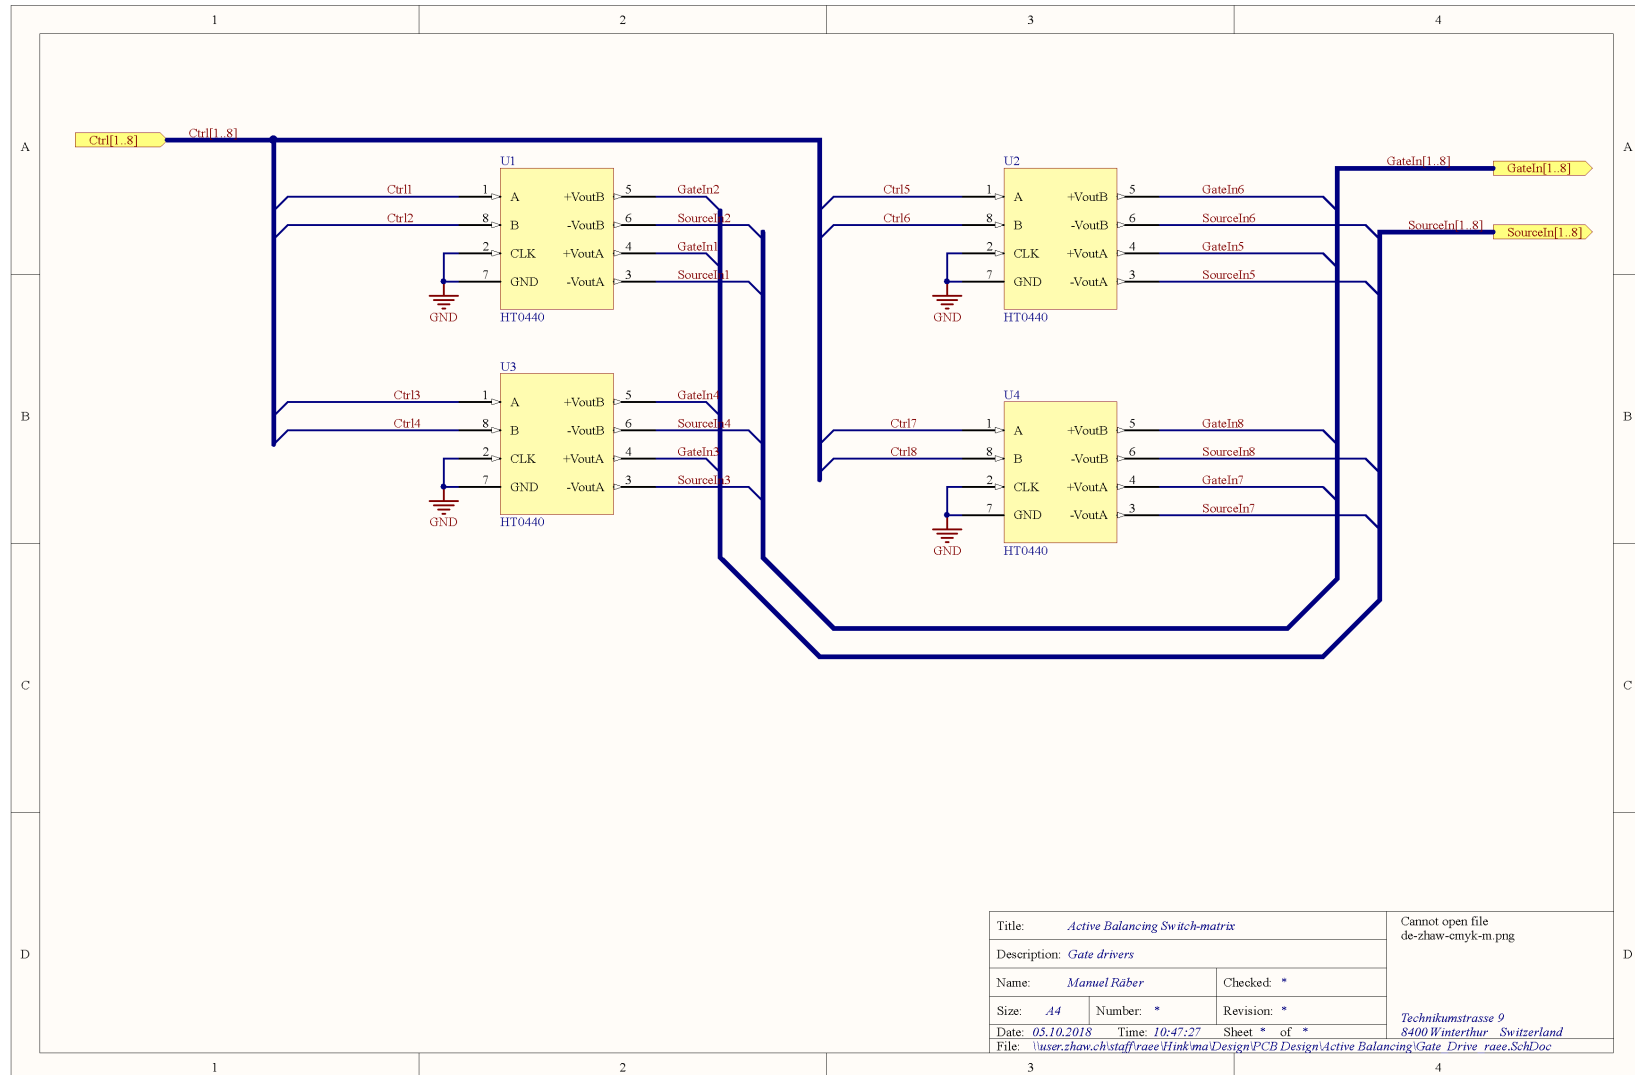 1 2 3 4
A A
Ctrl[1..8] Ctrl[1..8]
GateIn[1..8] GateIn[1..8]
SourceIn[1..8] SourceIn[1..8]
U1
Ctrl1 1 A +VoutB 5 GateIn2
Ctrl2 8 B -VoutB 6 SourceIn2
2 CLK +VoutA 4 GateIn1
7 GND -VoutA 3 SourceIn1
GND HT0440
U2
Ctrl5 1 A +VoutB 5 GateIn6
Ctrl6 8 B -VoutB 6 SourceIn6
2 CLK +VoutA 4 GateIn5
7 GND -VoutA 3 SourceIn5
GND HT0440
B B
U3
Ctrl3 1 A +VoutB 5 GateIn4
Ctrl4 8 B -VoutB 6 SourceIn4
2 CLK +VoutA 4 GateIn3
7 GND -VoutA 3 SourceIn3
GND HT0440
U4
Ctrl7 1 A +VoutB 5 GateIn8
Ctrl8 8 B -VoutB 6 SourceIn8
2 CLK +VoutA 4 GateIn7
7 GND -VoutA 3 SourceIn7
GND HT0440
C C
D D
Title: Active Balancing Switch-matrix
Description: Gate drivers
Name: Manuel Räber Checked: *
Size: A4 Number: * Revision: *
Date: 05.10.2018 Time: 10:47:27 Sheet * of *
File: \\user.zhaw.ch\staff\raee\Hink\ma\Design\PCB Design\Active Balancing\Gate_Drive_raee.SchDoc
Cannot open file
de-zhaw-cmyk-m.png
Technikumstrasse 9
8400 Winterthur Switzerland
1 2 3 4